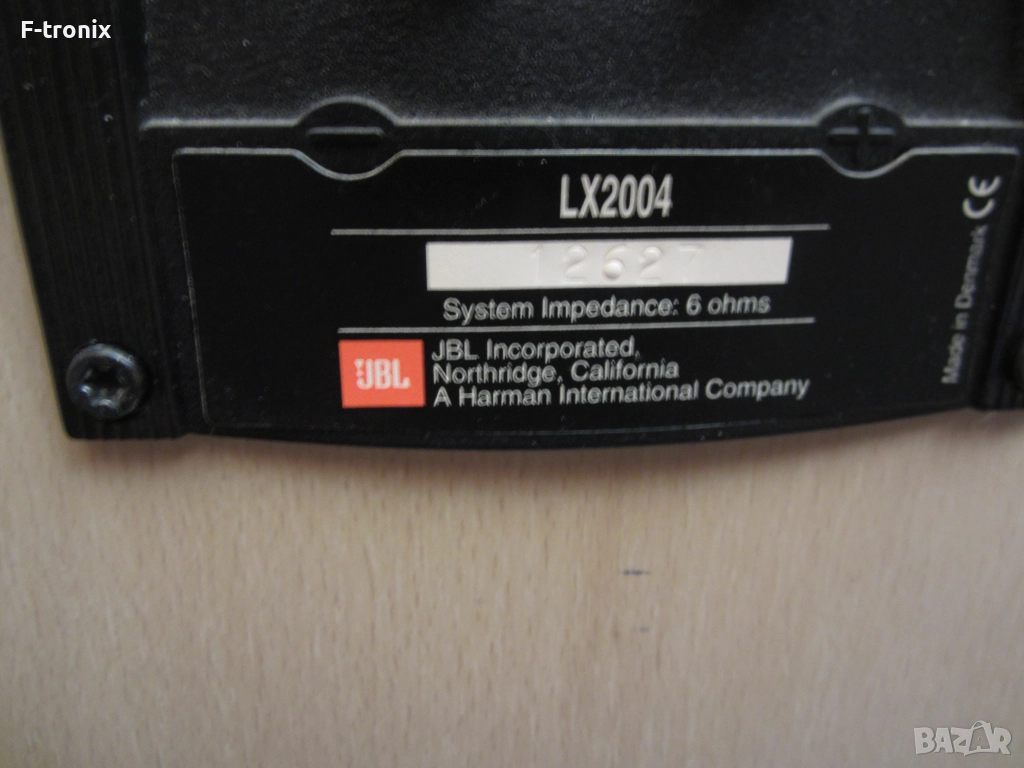 F-tronix
LX2004
12627
System Impedance: 6 ohms
JBL
JBL Incorporated,
Northridge, California
A Harman International Company
Made in Denmark CE
BAZAR